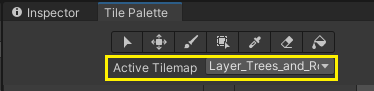 Inspector Tile Palette
Active Tilemap Layer_Trees_and_R